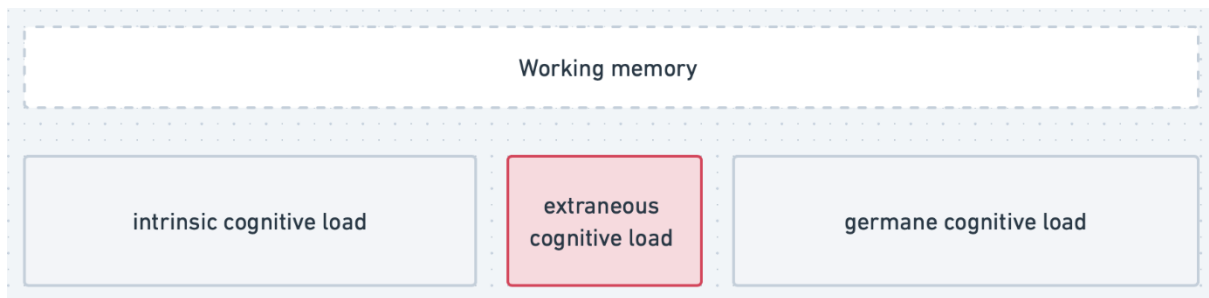 Working memory
intrinsic cognitive load
extraneous
cognitive load
germane cognitive load